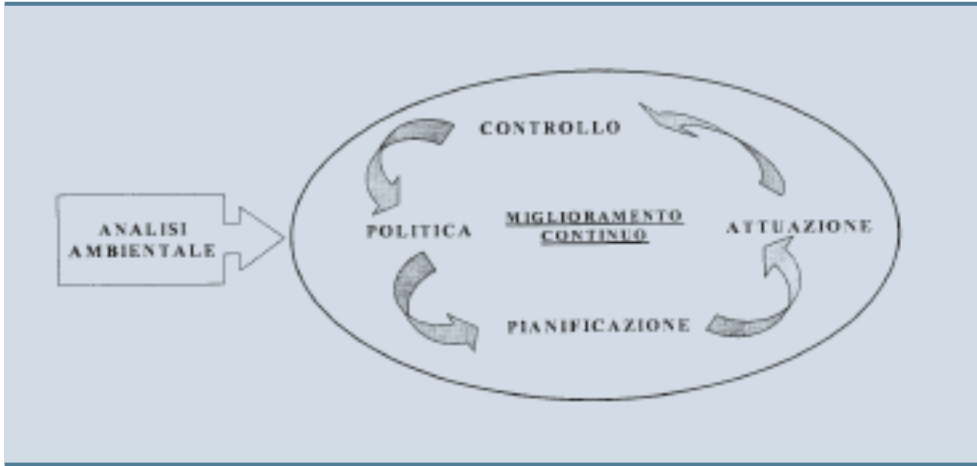 CONTROLLO
ANALISI
AMBIENTALE
POLITICA
MIGLIORAMENTO
CONTINUO
ATTUAZIONE
PIANIFICAZIONE